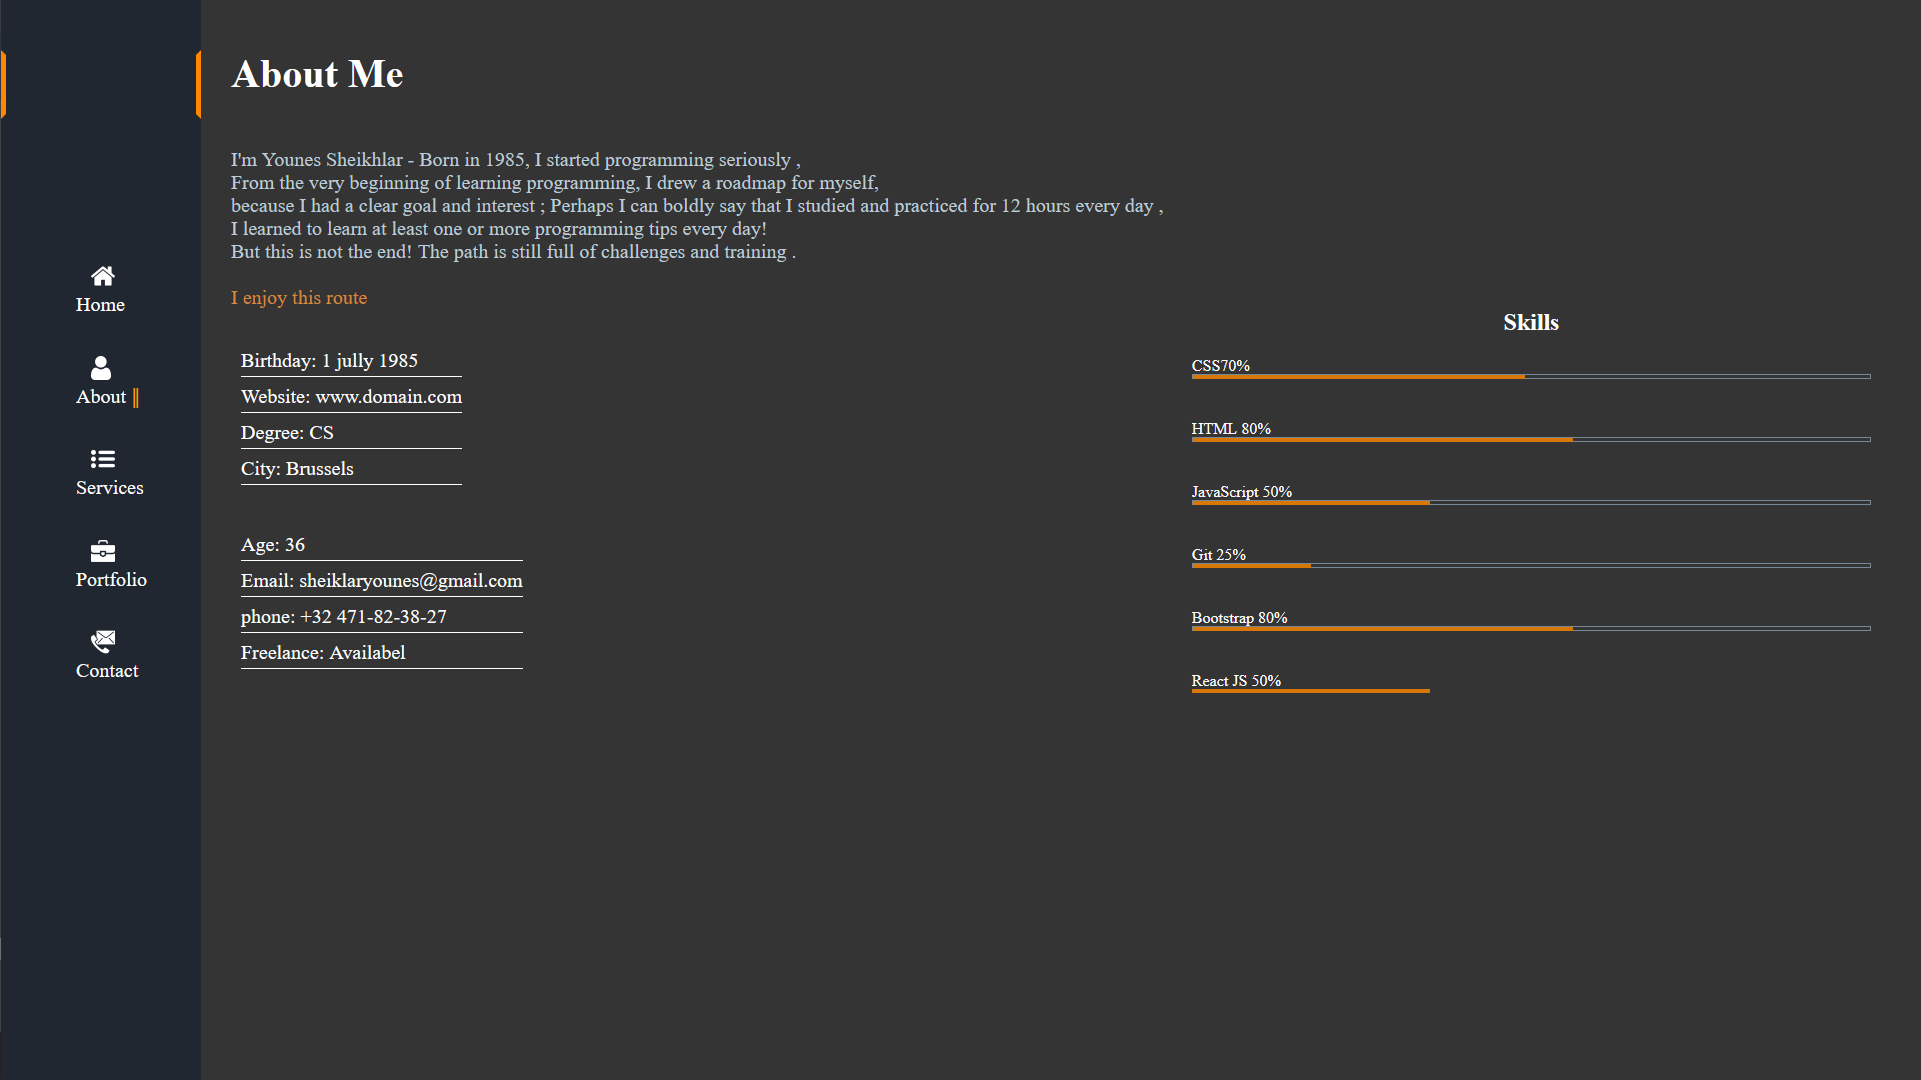 Home
About
Services
Portfolio
Contact
About Me
I'm Younes Sheikhlar - Born in 1985, I started programming seriously ,
From the very beginning of learning programming, I drew a roadmap for myself,
because I had a clear goal and interest ; Perhaps I can boldly say that I studied and practiced for 12 hours every day ,
I learned to learn at least one or more programming tips every day!
But this is not the end! The path is still full of challenges and training .
I enjoy this route
Birthday: 1 jully 1985
Website: www.domain.com
Degree: CS
City: Brussels
Age: 36
Email: sheiklaryounes@gmail.com
phone: +32 471-82-38-27
Freelance: Availabel
Skills
CSS70%
HTML 80%
JavaScript 50%
Git 25%
Bootstrap 80%
React JS 50%